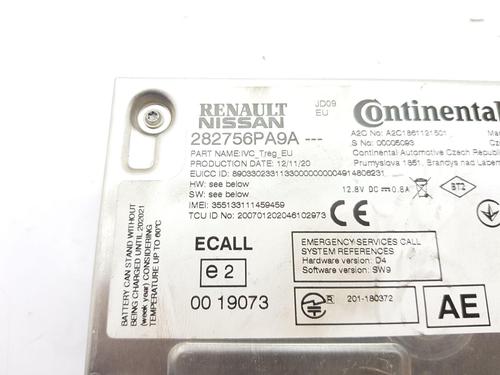 RENAULT
NISSAN
JD09
EU
Continental
282756PA9A ---
A2C No: A2C1861121501
S No: 00005093
PART NAME:IVC_Treg_EU
Continental Automotive Czech Republic
PRODUCTION DATE: 12/11/20
Prumyslova 1851, Brandys nad Labem
EUICC ID:
HW: see below
12.8V DC 0.8A
BT2
SW: see below
IMEI: 355133111459459
TCU ID No: 200701202046102973
CE
BATTERY CAN STAND WITHOUT
BEING CHARGED UNTIL 202021
(week year) CONSIDERING
TEMPERATURE UP TO 60°C
ECALL
e2
00 19073
EMERGENCY SERVICES CALL
SYSTEM REFERENCES
Hardware version: D4
Software version: SW9
R
201-180372
AE